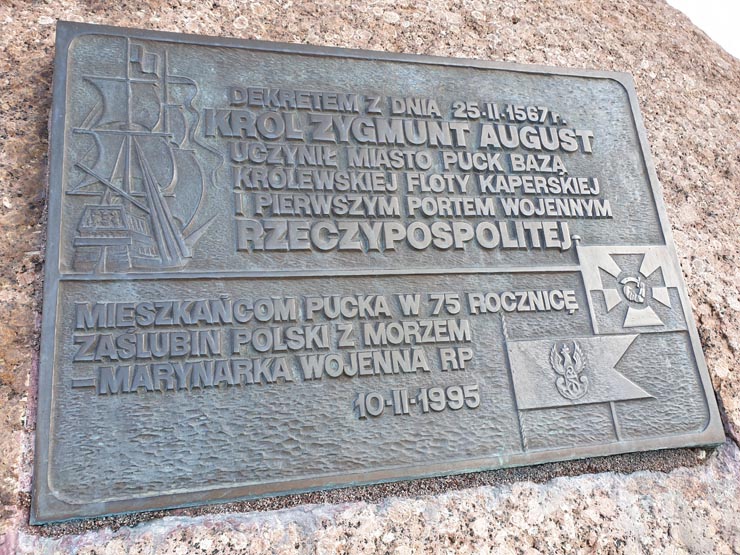 DEKRETEM Z DNIA 25·II·1567 r.
KRÓL ZYGMUNT AUGUST
UCZYNIŁ MIASTO PUCK BAZĄ
KRÓLEWSKIEJ FLOTY KAPERSKIEJ
I PIERWSZYM PORTEM WOJENNYM
RZECZYPOSPOLITEJ
MIESZKAŃCOM PUCKA W 75 ROCZNICĘ
ZAŚLUBIN POLSKI Z MORZEM
– MARYNARKA WOJENNA RP
10·II·1995